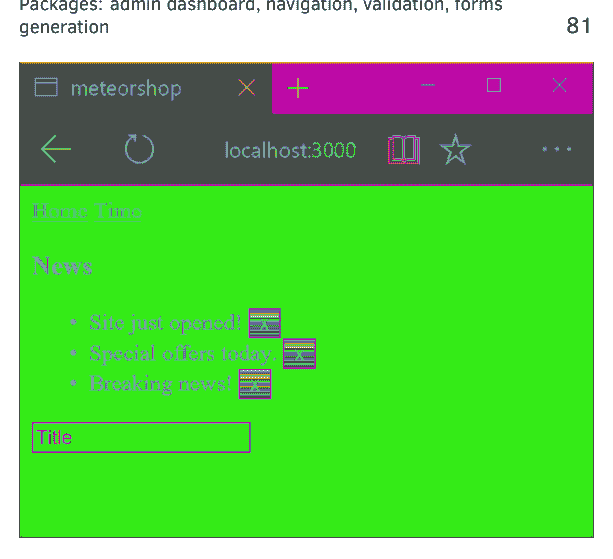 Packages: admin dashboard, navigation, validation, forms
generation 81
meteorshop
localhost:3000
Home
News
• Site just opened! X
• Special offers today. X
• Breaking news! X
Title